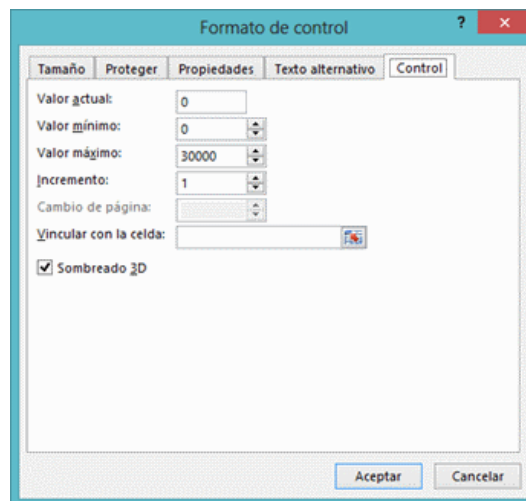 Formato de control
? ×
Tamaño Proteger Propiedades Texto alternativo Control
Valor actual: 0
Valor mínimo: 0
Valor máximo: 30000
Incremento: 1
Cambio de página:
Vincular con la celda:
Sombreado 3D
Aceptar Cancelar